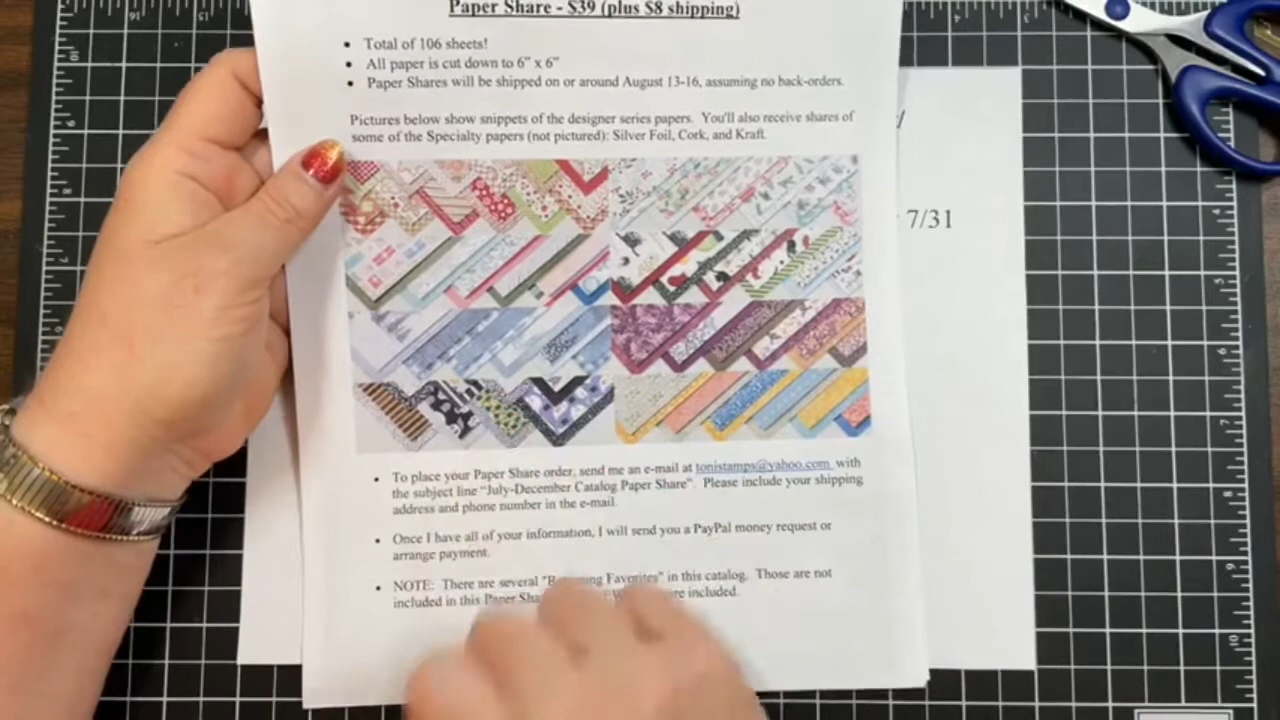 Paper Share - $39 (plus $8 shipping)
• Total of 106 sheets!
• All paper is cut down to 6" x 6"
• Paper Shares will be shipped on or around August 13-16, assuming no back-orders.
Pictures below show snippets of the designer series papers. You'll also receive shares of
some of the Specialty papers (not pictured): Silver Foil, Cork, and Kraft.
7/31
• To place your Paper Share order, send me an e-mail at tonistamps@yahoo.com with
the subject line "July-December Catalog Paper Share". Please include your shipping
address and phone number in the e-mail.
• Once I have all of your information, I will send you a PayPal money request or
arrange payment.
• NOTE: There are several Favorites" in this catalog. Those are not
included in this Paper included.